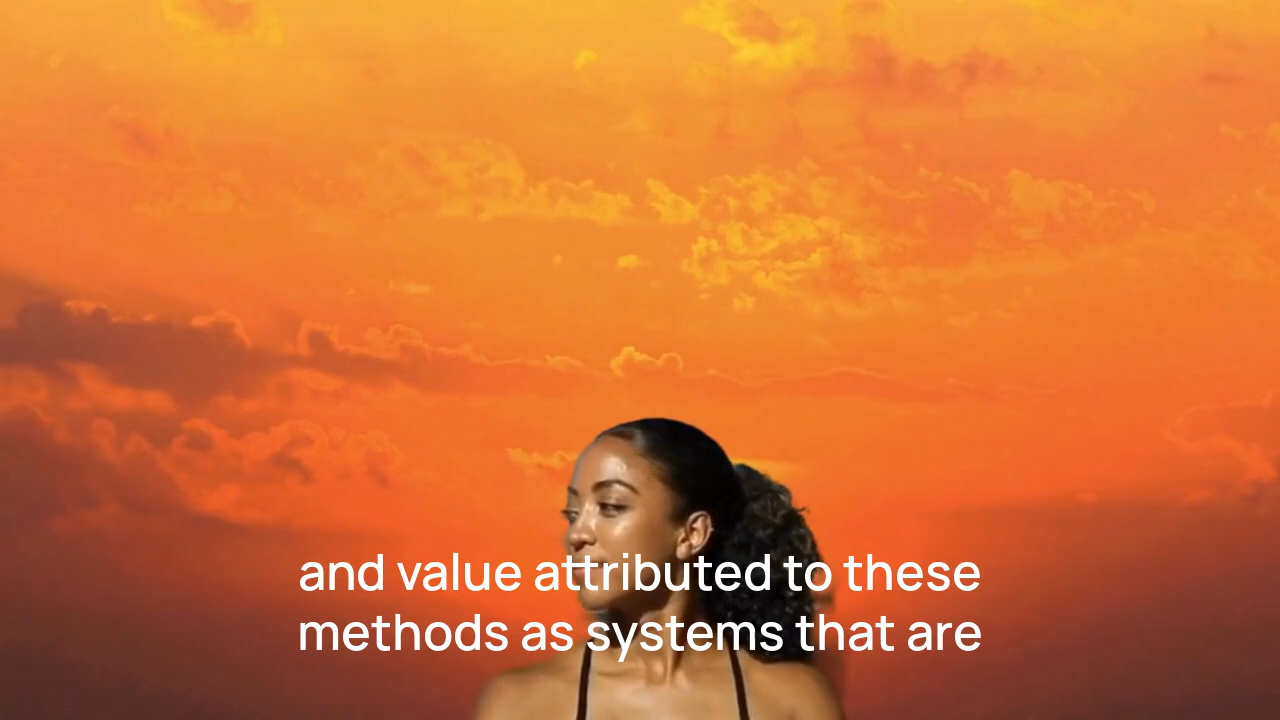 and value attributed to these
methods as systems that are